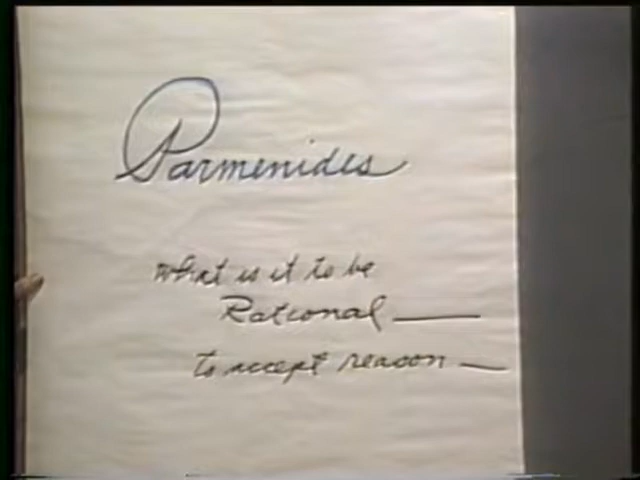 Parmenides
What is it to be
Rational —
to accept reason —